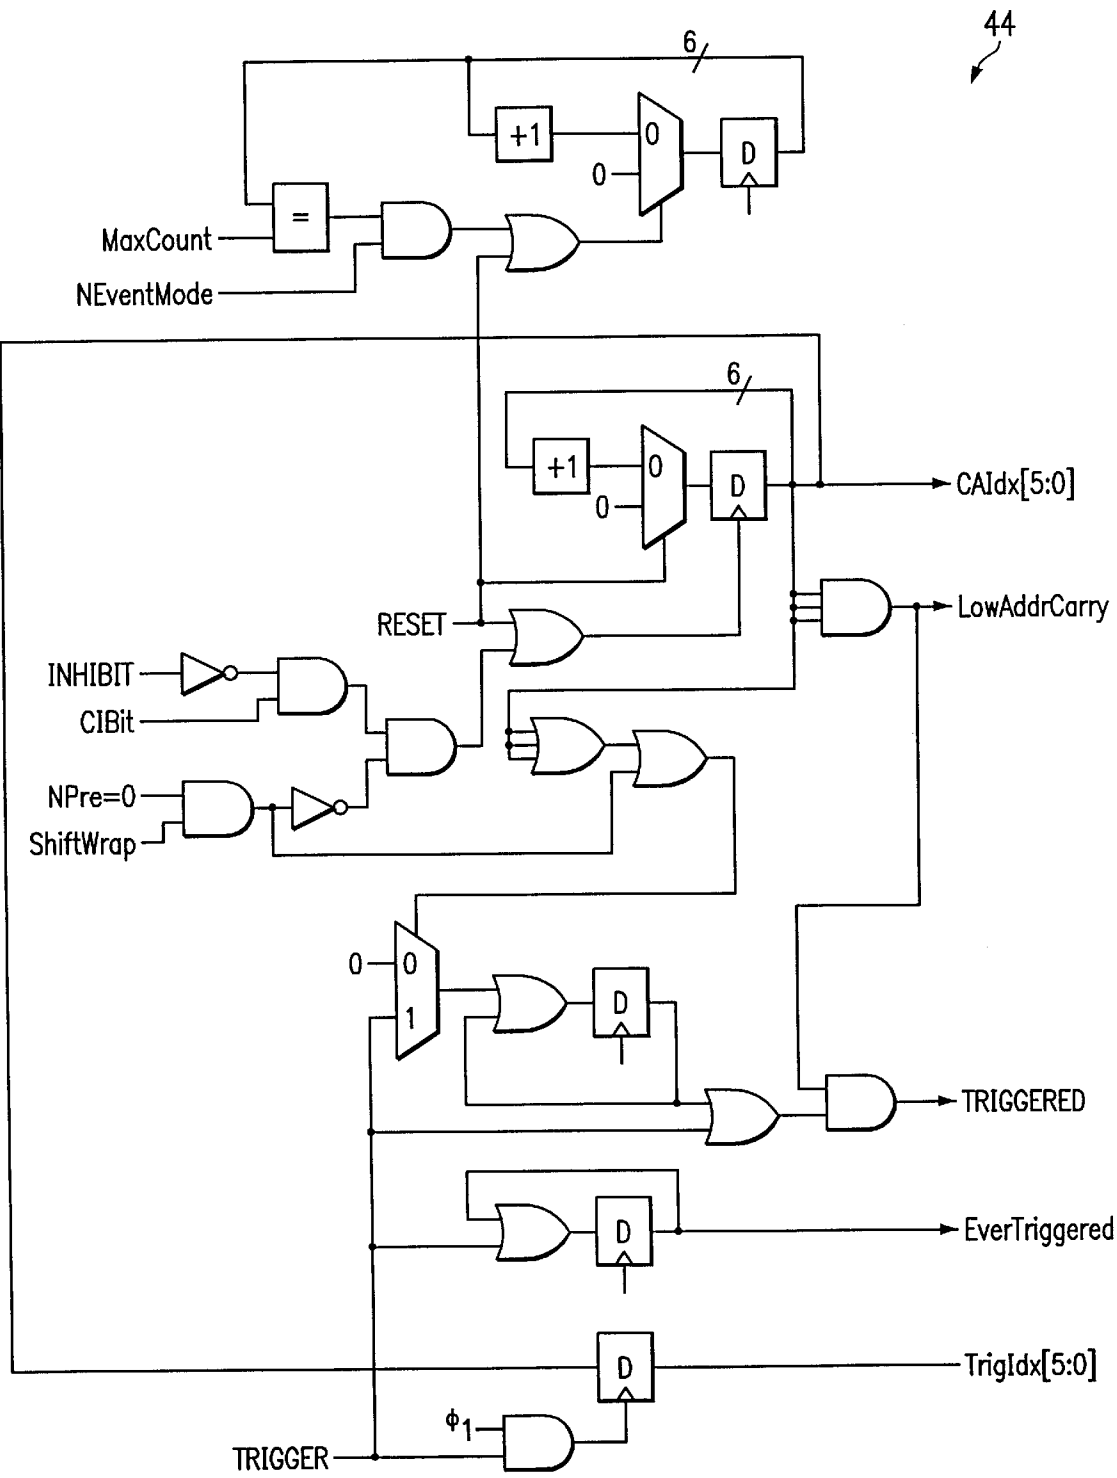 44
6
+1
0
0
D
=
MaxCount
NEventMode
6
+1
0
0
D
CAIdx[5:0]
LowAddrCarry
RESET
INHIBIT
CIBit
NPre=0
ShiftWrap
0
0
1
D
TRIGGERED
D
EverTriggered
D
TrigIdx[5:0]
ϕ1
TRIGGER